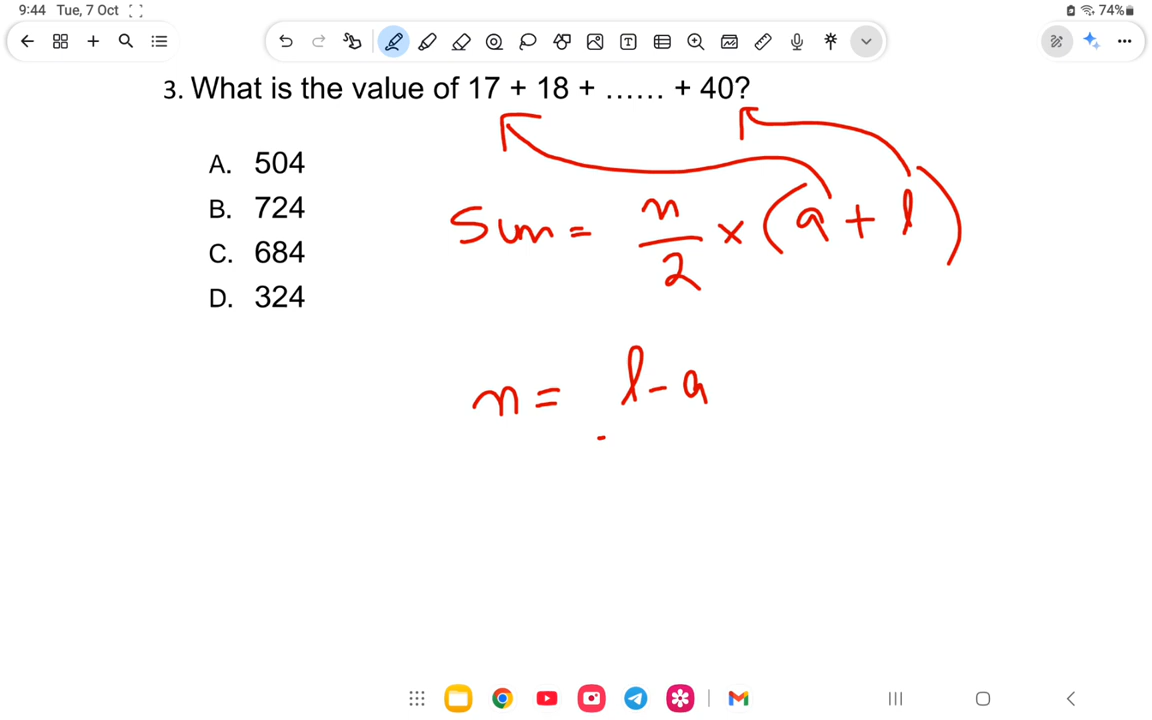 9:44 Tue, 7 Oct
74%
3. What is the value of 17 + 18 + ...... + 40?
A. 504
B. 724
C. 684
D. 324
Sum = n/2 × (a + l)
n = l - a